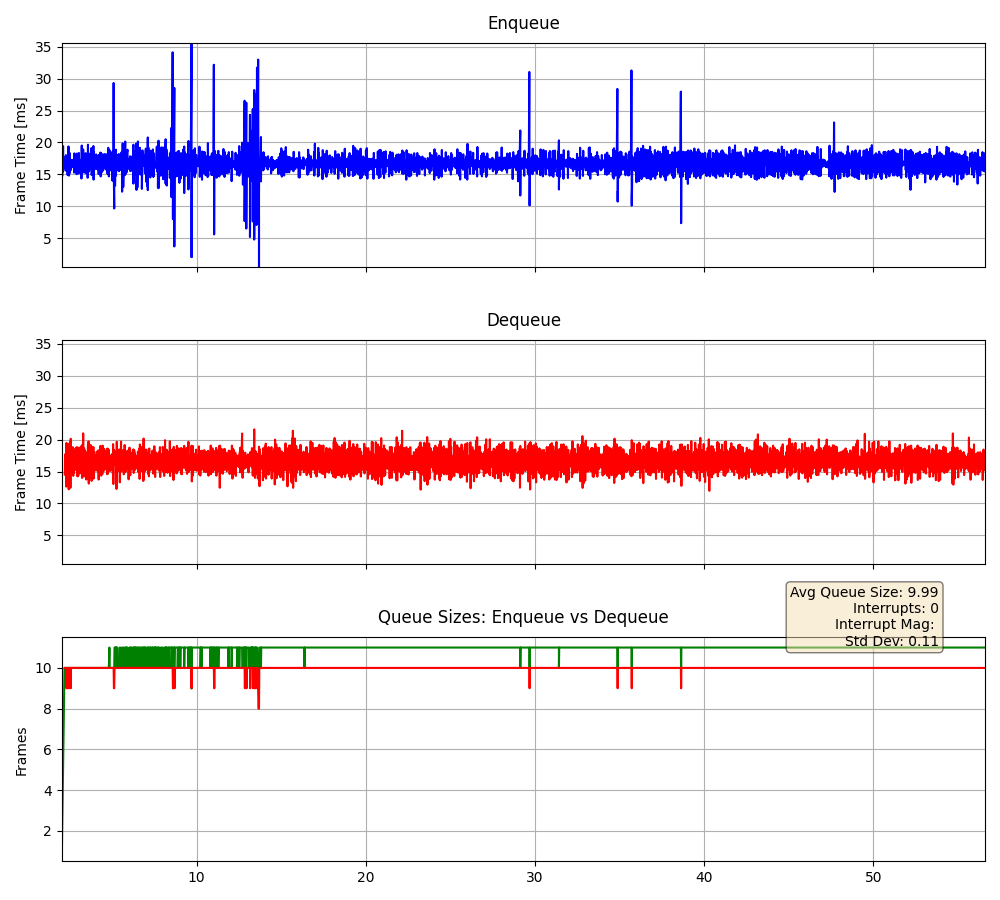 Enqueue
Frame Time [ms]
35
30
25
20
15
10
5
Dequeue
Frame Time [ms]
35
30
25
20
15
10
5
Avg Queue Size: 9.99
Interrupts: 0
Interrupt Mag:
Std Dev: 0.11
Queue Sizes: Enqueue vs Dequeue
Frames
10
8
6
4
2
10 20 30 40 50